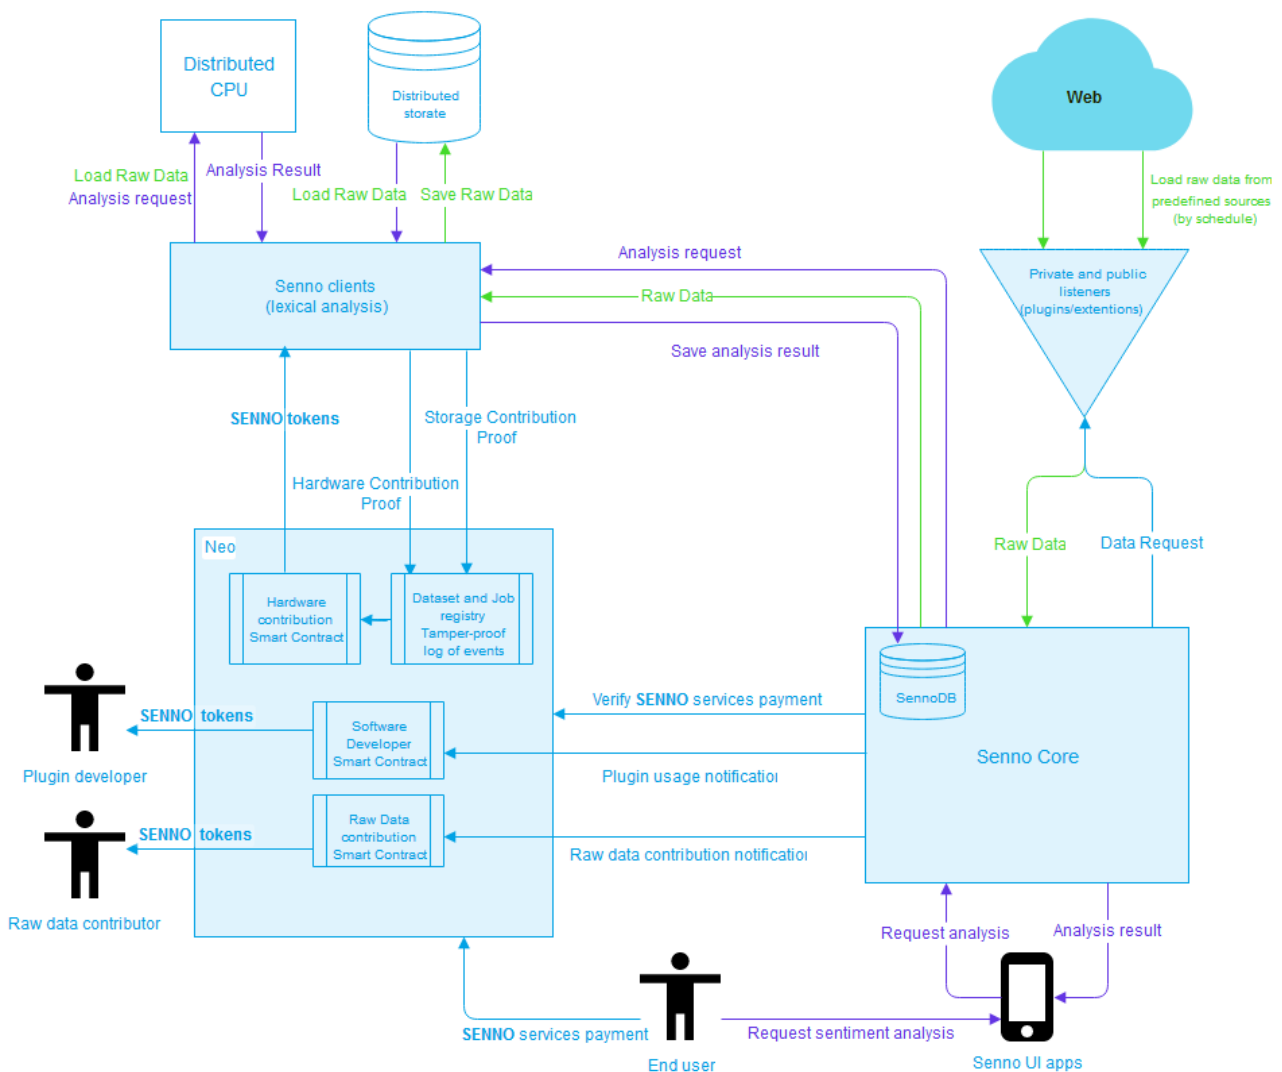 Distributed
CPU
Distributed
storate
Web
Load Raw Data
Analysis request
Analysis Result
Load Raw Data
Save Raw Data
Load raw data from
predefined sources
(by schedule)
Senno clients
(lexical analysis)
Analysis request
Raw Data
Save analysis result
Private and public
listeners
(plugins/extentions)
SENNO tokens
Storage Contribution
Proof
Hardware Contribution
Proof
Raw Data
Data Request
Neo
Hardware
contribution
Smart Contract
Dataset and Job
registry
Tamper-proof
log of events
SennoDB
Senno Core
Verify SENNO services payment
SENNO tokens
Software
Developer
Smart Contract
Plugin usage notification
Plugin developer
SENNO tokens
Raw Data
contribution
Smart Contract
Raw data contribution notification
Raw data contributor
Request analysis
Analysis result
SENNO services payment
Request sentiment analysis
End user
Senno UI apps